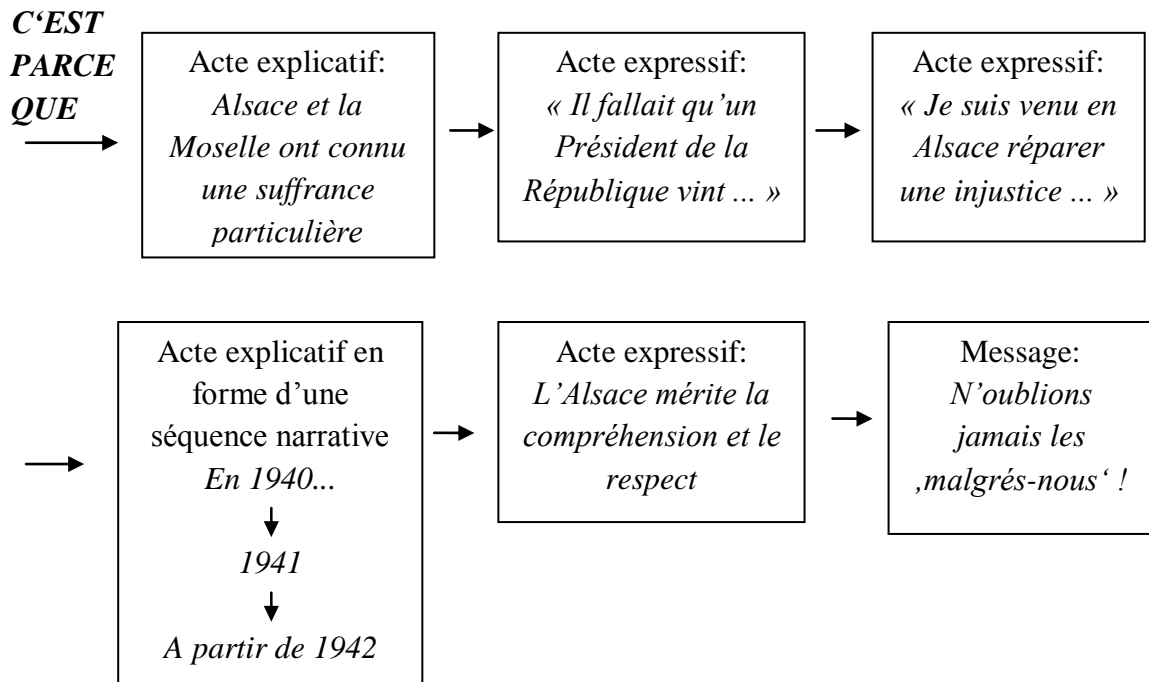 C‘EST
PARCE
QUE
Acte explicatif:
Alsace et la
Moselle ont connu
une suffrance
particulière
Acte expressif:
« Il fallait qu’un
Président de la
République vint ... »
Acte expressif:
« Je suis venu en
Alsace réparer
une injustice ... »
Acte explicatif en
forme d’une
séquence narrative
En 1940...
1941
A partir de 1942
Acte expressif:
L’Alsace mérite la
compréhension et le
respect
Message:
N’oublions
jamais les
‚malgrés-nous‘ !